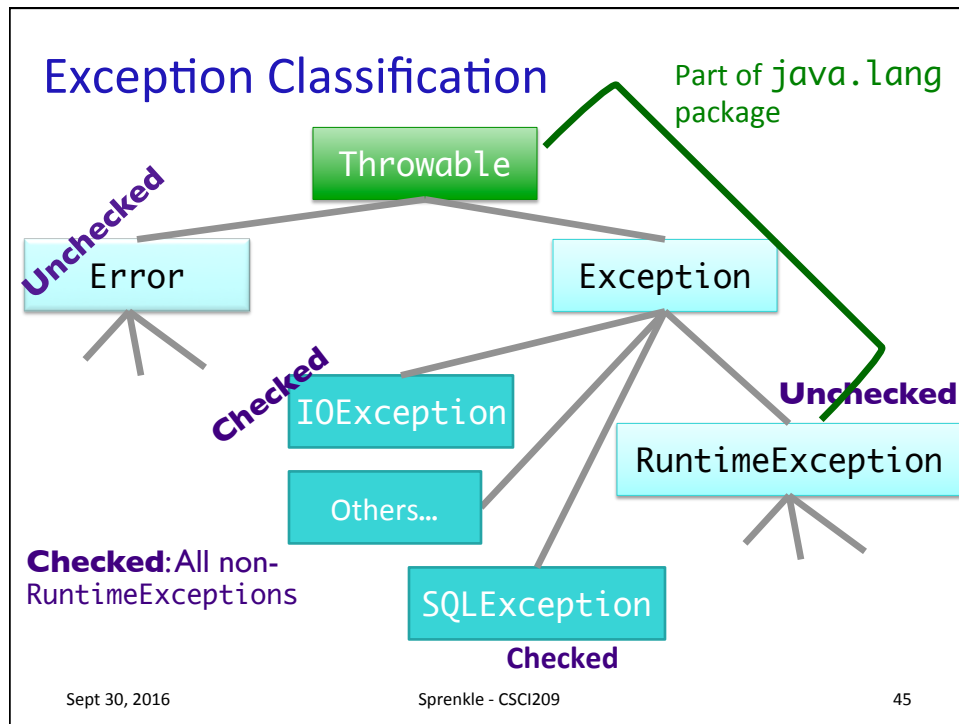 Exception Classification
Part of java.lang
package
Throwable
Unchecked
Error
Exception
Checked
IOException
Unchecked
RuntimeException
Others...
Checked: All non-
RuntimeExceptions
SQLException
Checked
Sept 30, 2016
Sprenkle - CSCI209
45